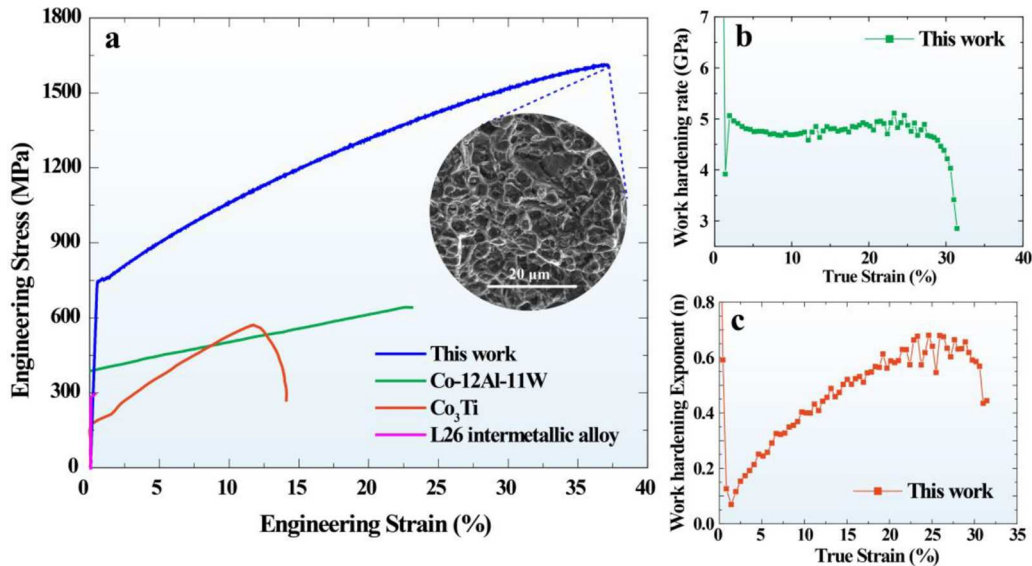 a
1800
1500
1200
900
600
300
0
Engineering Stress (MPa)
20 μm
This work
Co-12Al-11W
Co₃Ti
L26 intermetallic alloy
0 5 10 15 20 25 30 35 40
Engineering Strain (%)
b
This work
7
6
5
4
3
Work hardening rate (GPa)
0 10 20 30 40
True Strain (%)
c
0.8
0.6
0.4
0.2
0.0
Work hardening Exponent (n)
This work
0 5 10 15 20 25 30 35
True Strain (%)